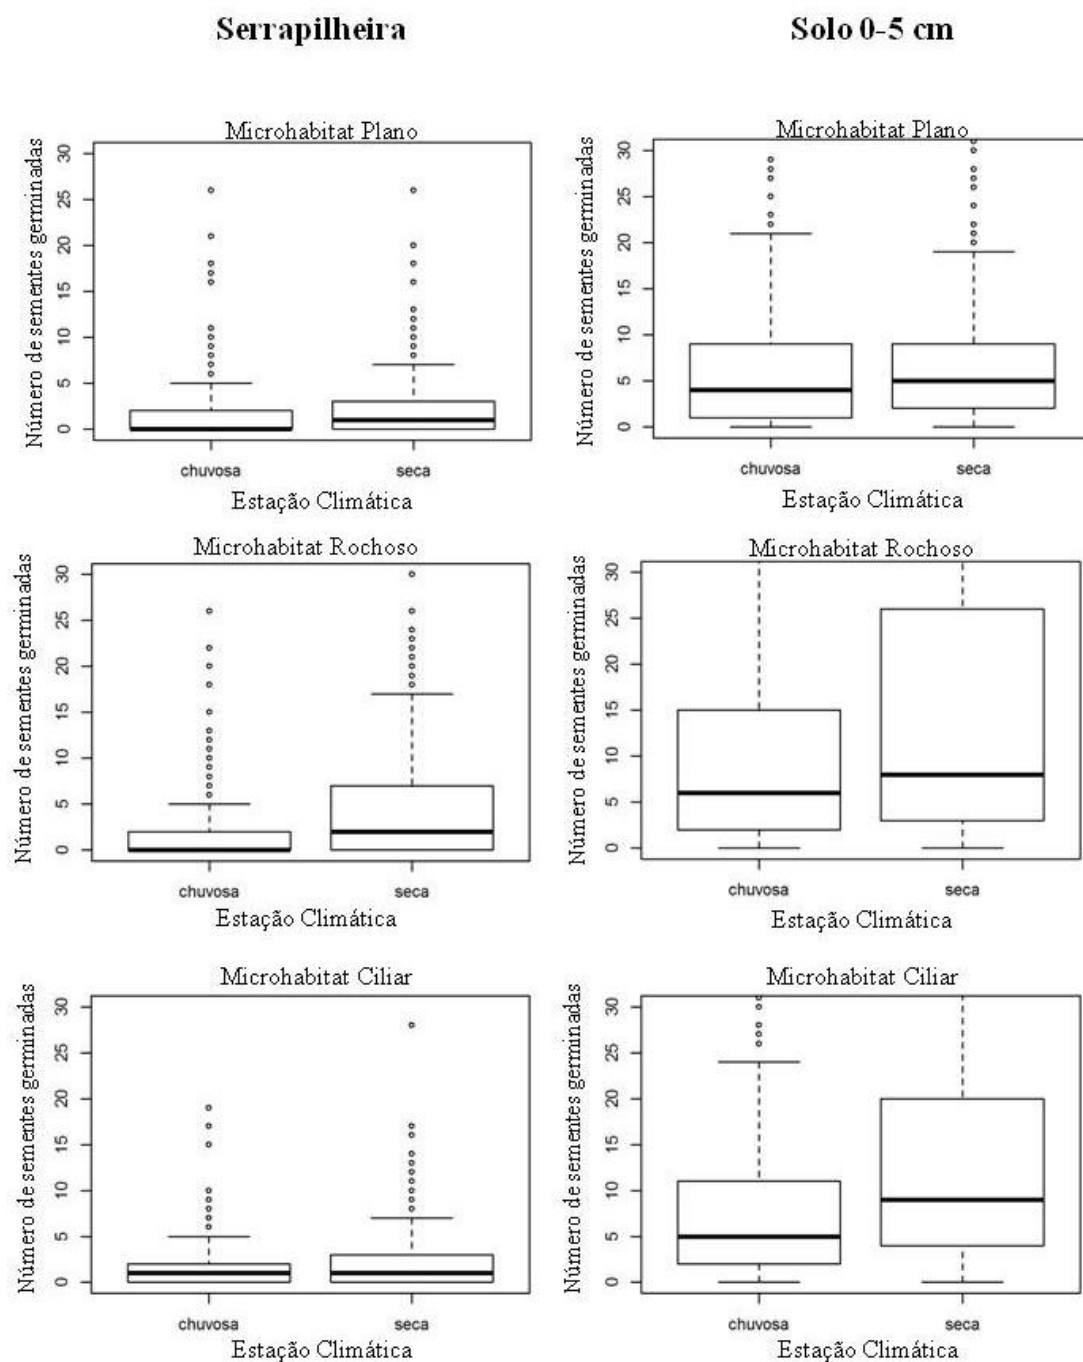 Serrapilheira
Solo 0-5 cm
Microhabitat Plano
Número de sementes germinadas
30
25
20
15
10
5
0
chuvosa
seca
Estação Climática
Microhabitat Plano
Número de sementes germinadas
30
25
20
15
10
5
0
chuvosa
seca
Estação Climática
Microhabitat Rochoso
Número de sementes germinadas
30
25
20
15
10
5
0
chuvosa
seca
Estação Climática
Microhabitat Rochoso
Número de sementes germinadas
30
25
20
15
10
5
0
chuvosa
seca
Estação Climática
Microhabitat Ciliar
Número de sementes germinadas
30
25
20
15
10
5
0
chuvosa
seca
Estação Climática
Microhabitat Ciliar
Número de sementes germinadas
30
25
20
15
10
5
0
chuvosa
seca
Estação Climática